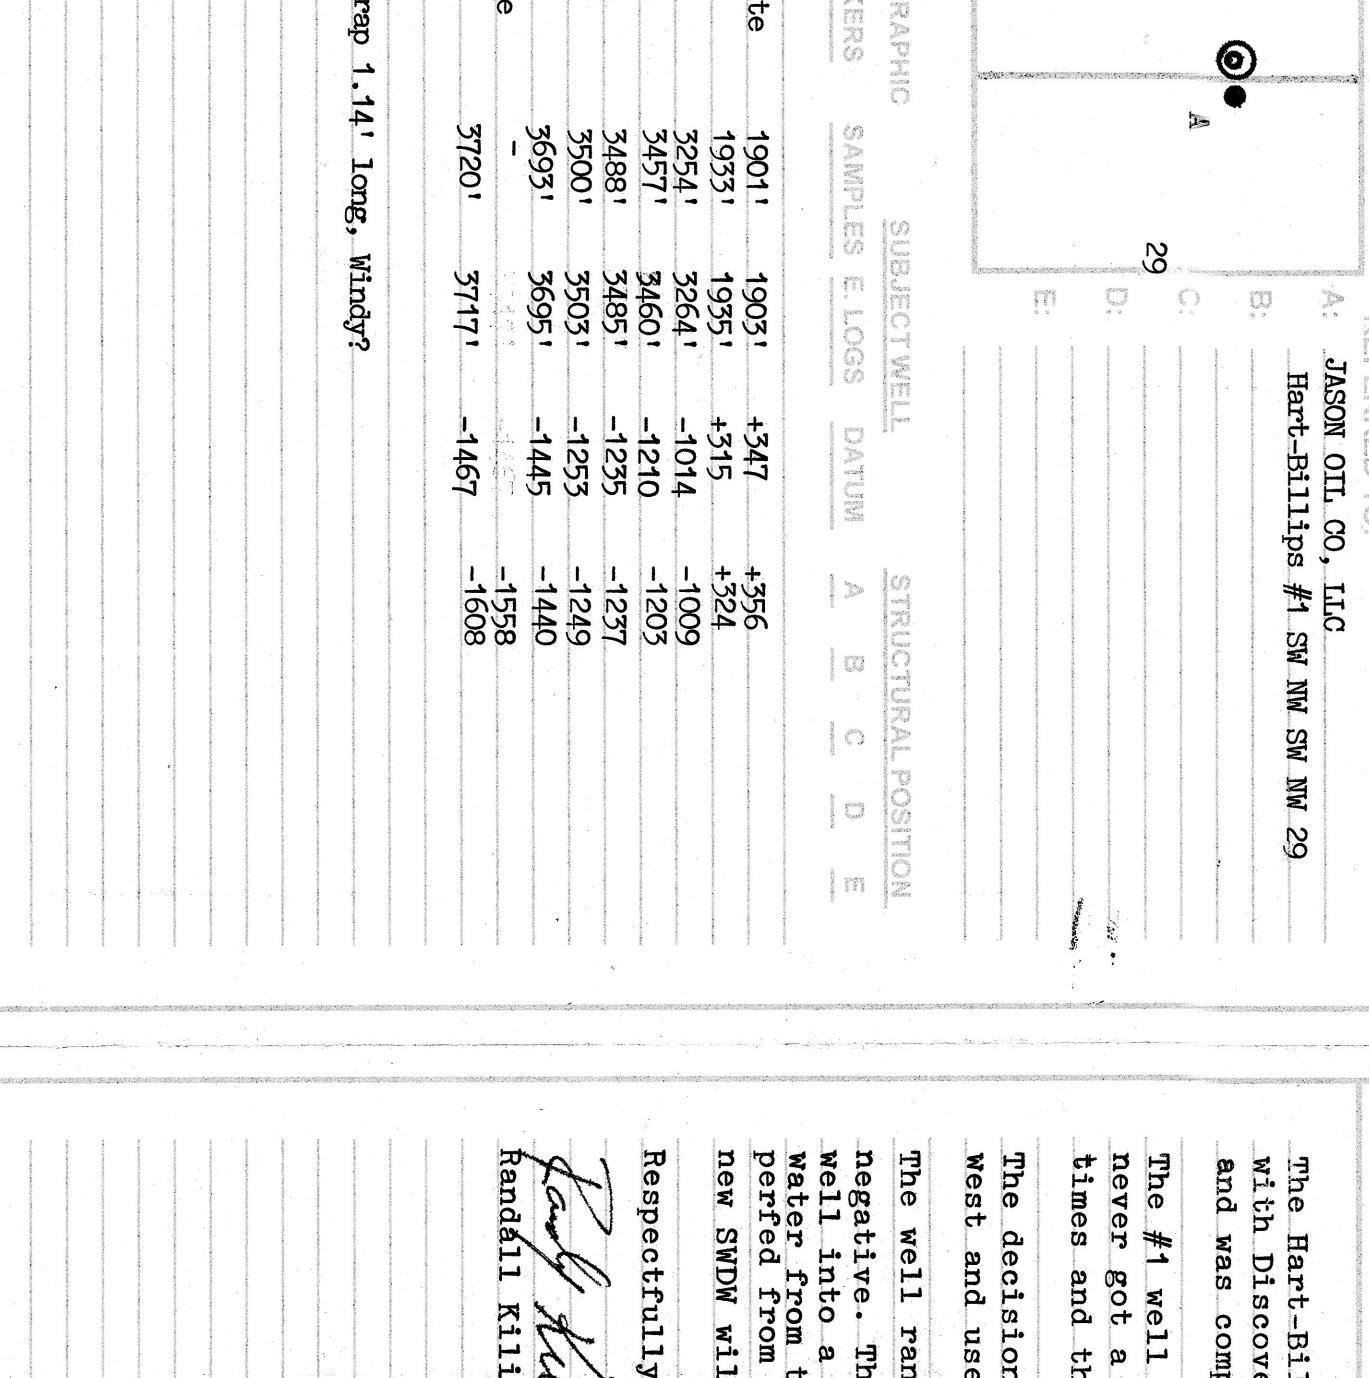 A: JASON OIL CO, LLC
B: Hart-Billips #1 SW NW SW NW 29
C:
D:
E:
A
29
RAPHIC SUBJECT WELL STRUCTURAL POSITION
KERS SAMPLES E. LOGS DATUM A B C D E
te 1901' 1903' +347 +356
1933' 1935' +315 +324
3254' 3264' -1014 -1009
3457' 3460' -1210 -1203
3488' 3485' -1235 -1237
3500' 3503' -1253 -1249
3693' 3695' -1445 -1440
e - -1558
3720' 3717' -1467 -1608
rap 1.14' long, Windy?
The Hart-Bil
with Discove
and was comp
The #1 well
never got a
times and th
The decision
west and use
The well ran
negative. Th
well into a
water from t
perfed from
new SWDW wil
Respectfully
Randall Kili